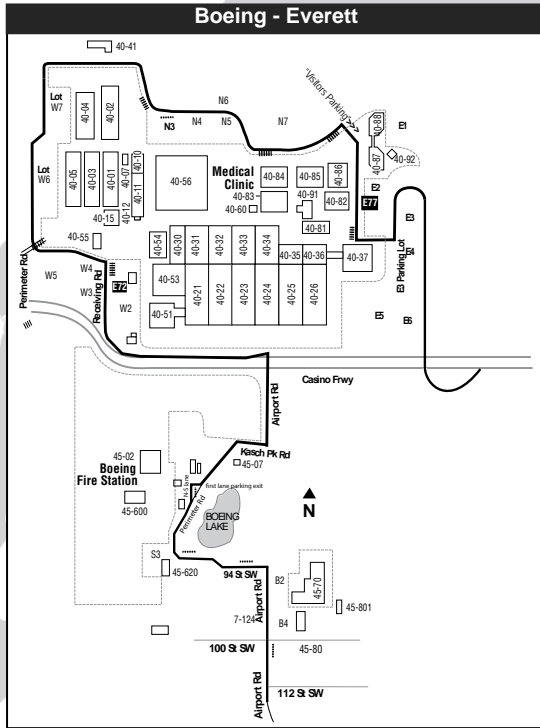 Boeing - Everett
40-41
Lot
W7
40-04
40-02
N3
N4
N5
N6
N7
"Visitors Parking">>>
40-88
E1
40-87
40-92
Lot
W6
40-05
40-03
40-01
40-07
40-10
40-11
40-12
40-15
40-55
40-56
Medical
Clinic
40-83
40-60
40-84
40-85
40-86
40-91
40-82
40-81
E2
E77
E3
E4
E3 Parking Lot
E5
E6
40-54
40-30
40-31
40-32
40-33
40-34
40-35
40-36
40-37
40-53
40-51
40-21
40-22
40-23
40-24
40-25
40-26
Perimeter Rd
W5
W4
W3
Receiving Rd
E72
W2
Casino Frwy
Airport Rd
Kasch Pk Rd
45-07
45-02
Boeing
Fire Station
45-600
N-S lane
first lane parking exit
Perimeter Rd
BOEING
LAKE
N
S3
45-620
94 St SW
B2
45-70
45-801
Airport Rd
7-124
B4
100 St SW
45-80
112 St SW
Airport Rd